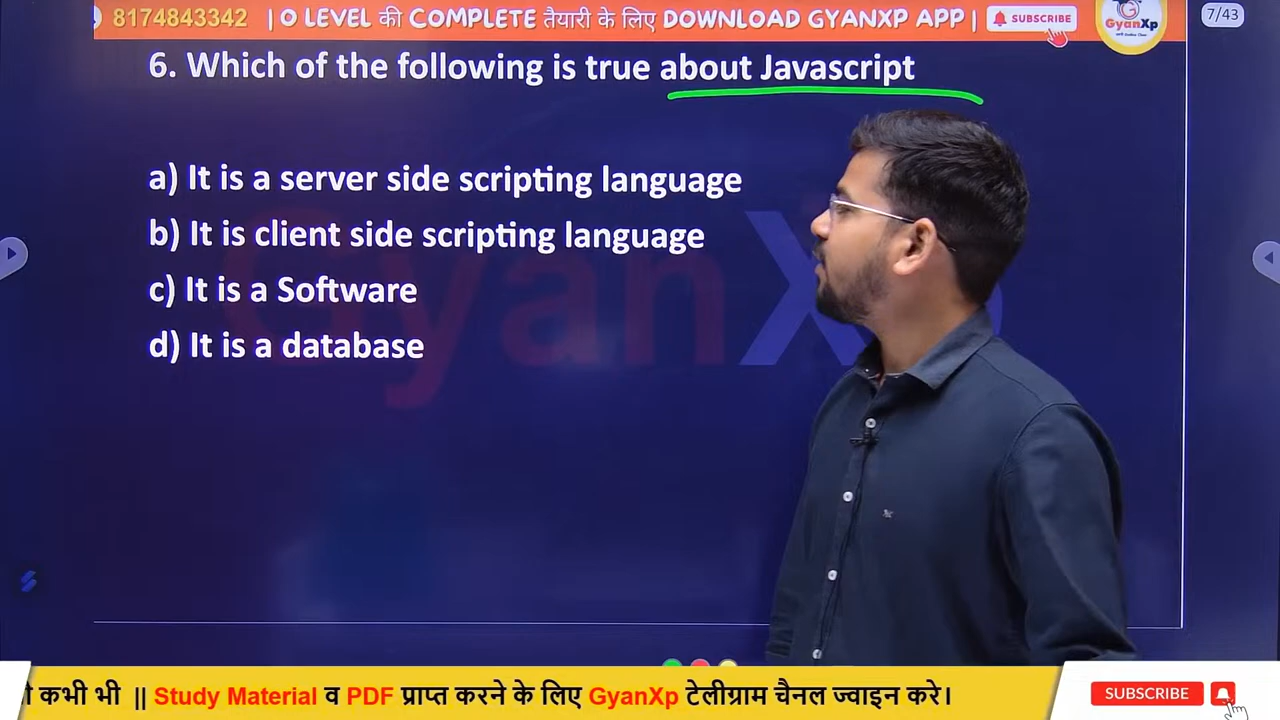 8174843342 | O LEVEL की COMPLETE तैयारी के लिए DOWNLOAD GYANXP APP | SUBSCRIBE
GyanXp
7/43
6. Which of the following is true about Javascript
a) It is a server side scripting language
b) It is client side scripting language
c) It is a Software
d) It is a database
GyanX
कभी भी || Study Material व PDF प्राप्त करने के लिए GyanXp टेलीग्राम चैनल ज्वाइन करे।
SUBSCRIBE